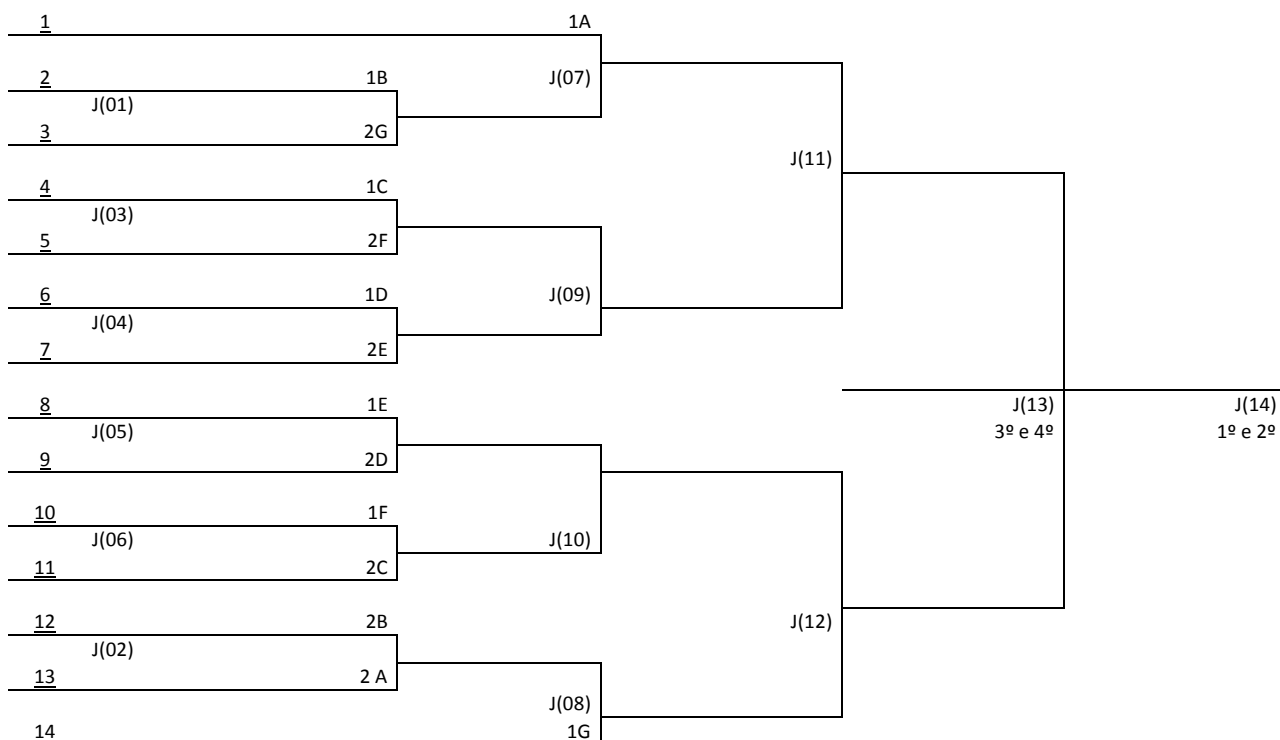 1 1A
2 1B J(07)
J(01)
3 2G
J(11)
4 1C
J(03)
5 2F
6 1D J(09)
J(04)
7 2E
8 1E J(13) J(14)
J(05) 3º e 4º 1º e 2º
9 2D
10 1F
J(06) J(10)
11 2C
12 2B J(12)
J(02)
13 2 A
J(08)
14 1G